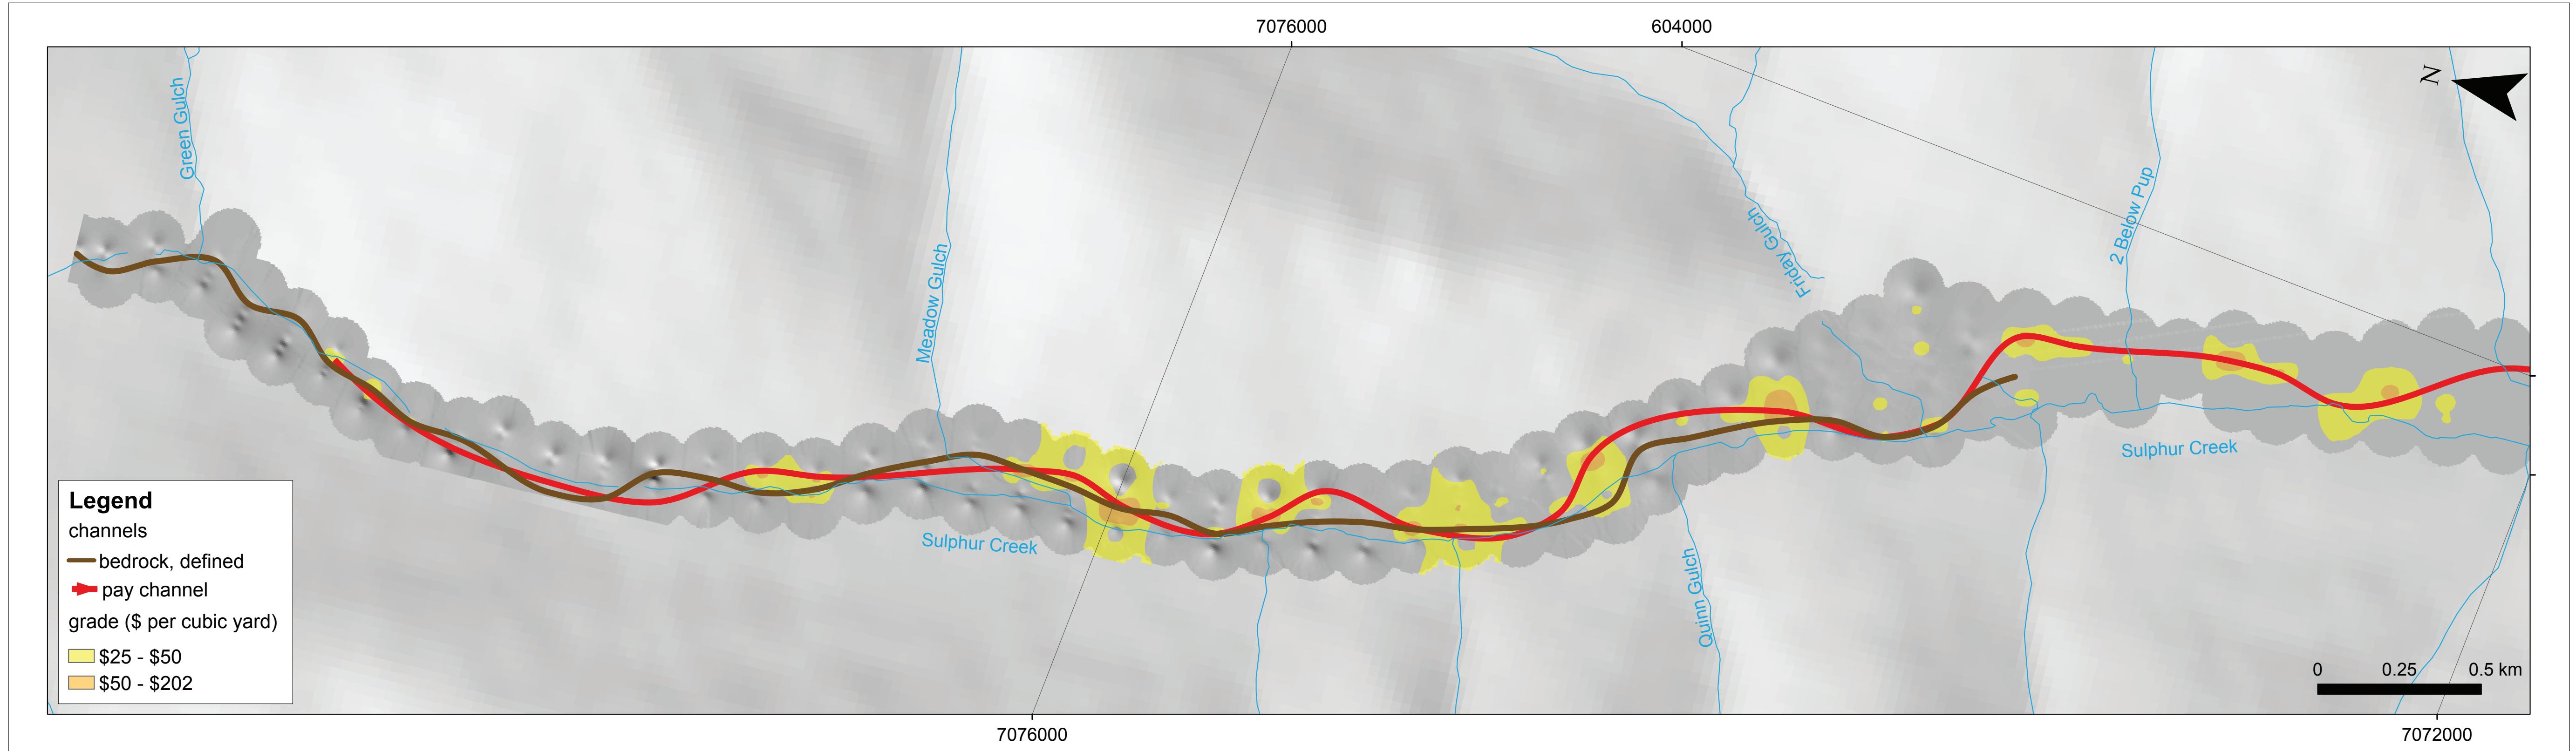 7076000
604000
N
Green Gulch
Meadow Gulch
Friday Gulch
2 Below Pup
Sulphur Creek
Sulphur Creek
Quinn Gulch
Legend
channels
bedrock, defined
pay channel
grade ($ per cubic yard)
$25 - $50
$50 - $202
0 0.25 0.5 km
7076000
7072000